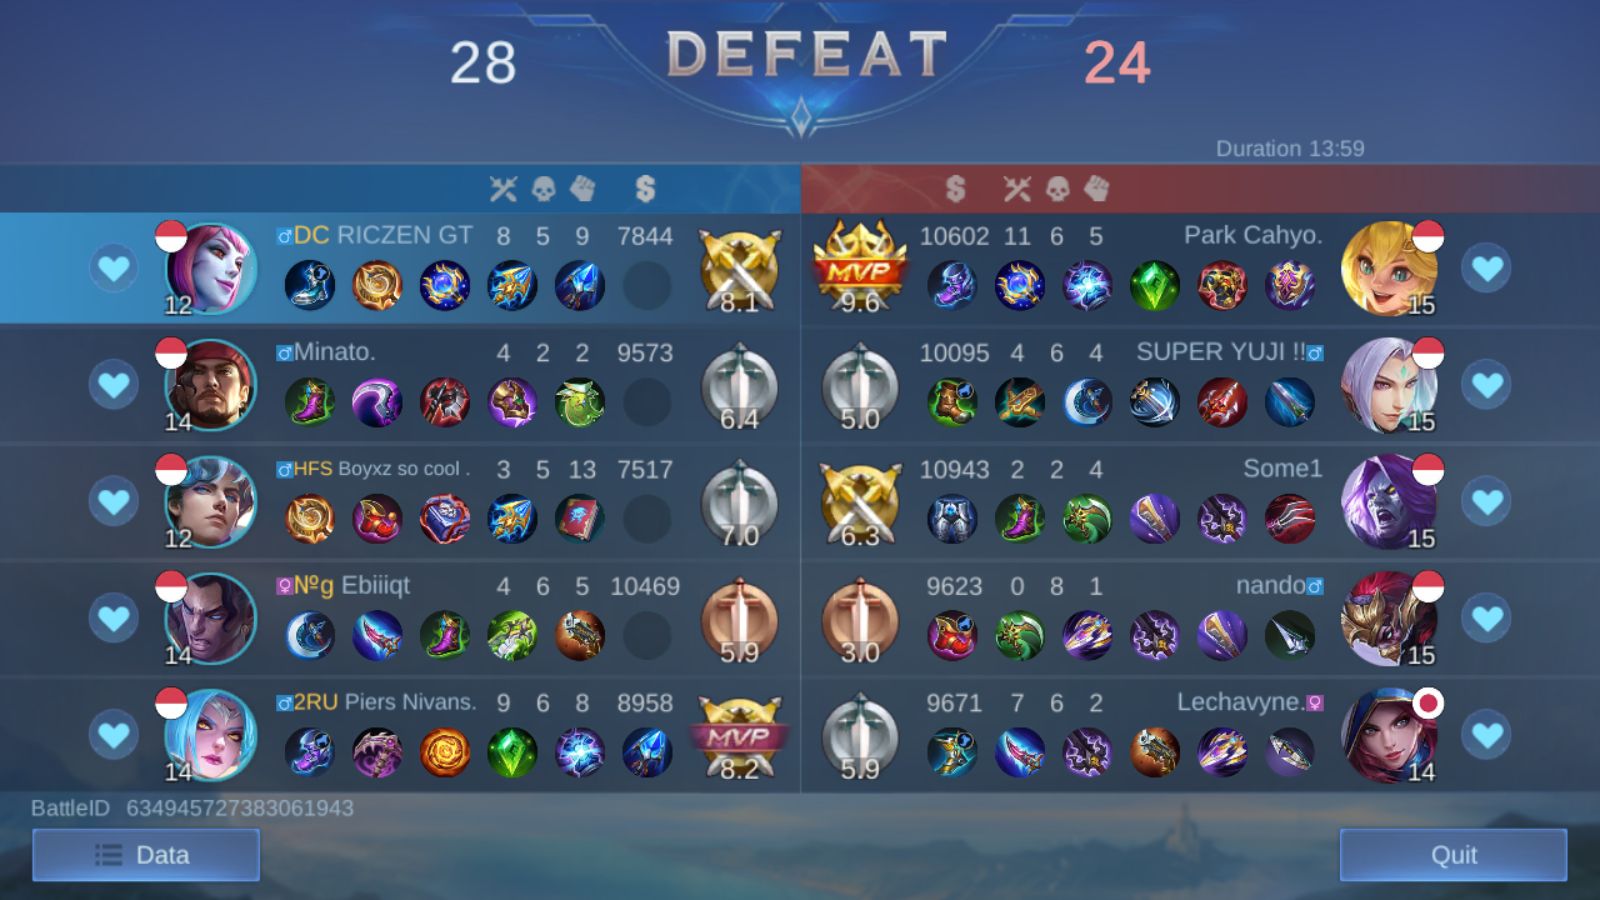 28 DEFEAT 24
Duration 13:59
DC RICZEN GT 8 5 9 7844 8.1 12
MVP 9.6 10602 11 6 5 Park Cahyo. 15
Minato. 4 2 2 9573 6.4 14
5.0 10095 4 6 4 SUPER YUJI !! 15
HFS Boyxz so cool . 3 5 13 7517 7.0 12
6.3 10943 2 2 4 Some1 15
№g Ebiiiqt 4 6 5 10469 5.9 14
3.0 9623 0 8 1 nando 15
2RU Piers Nivans. 9 6 8 8958 MVP 8.2 14
5.9 9671 7 6 2 Lechavyne. 14
BattleID 634945727383061943
Data
Quit